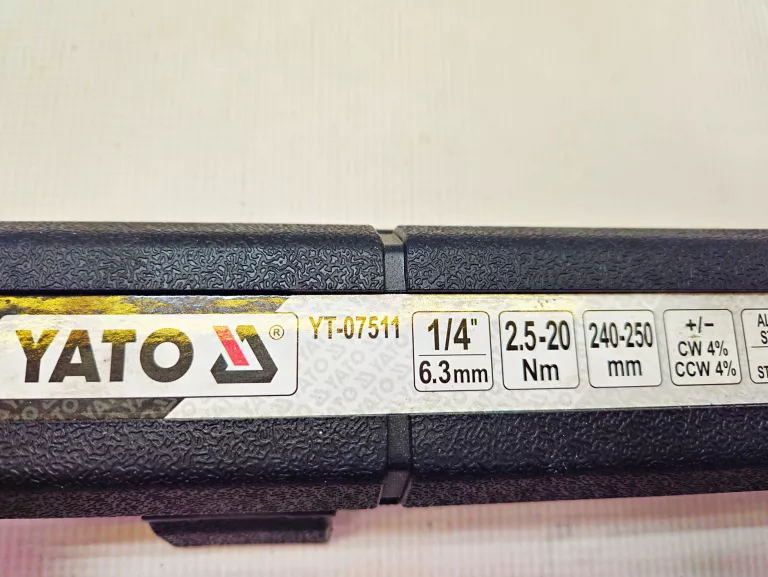 YATO ® YT-07511
1/4"
6.3mm
2.5-20
Nm
240-250
mm
+/−
CW 4%
CCW 4%